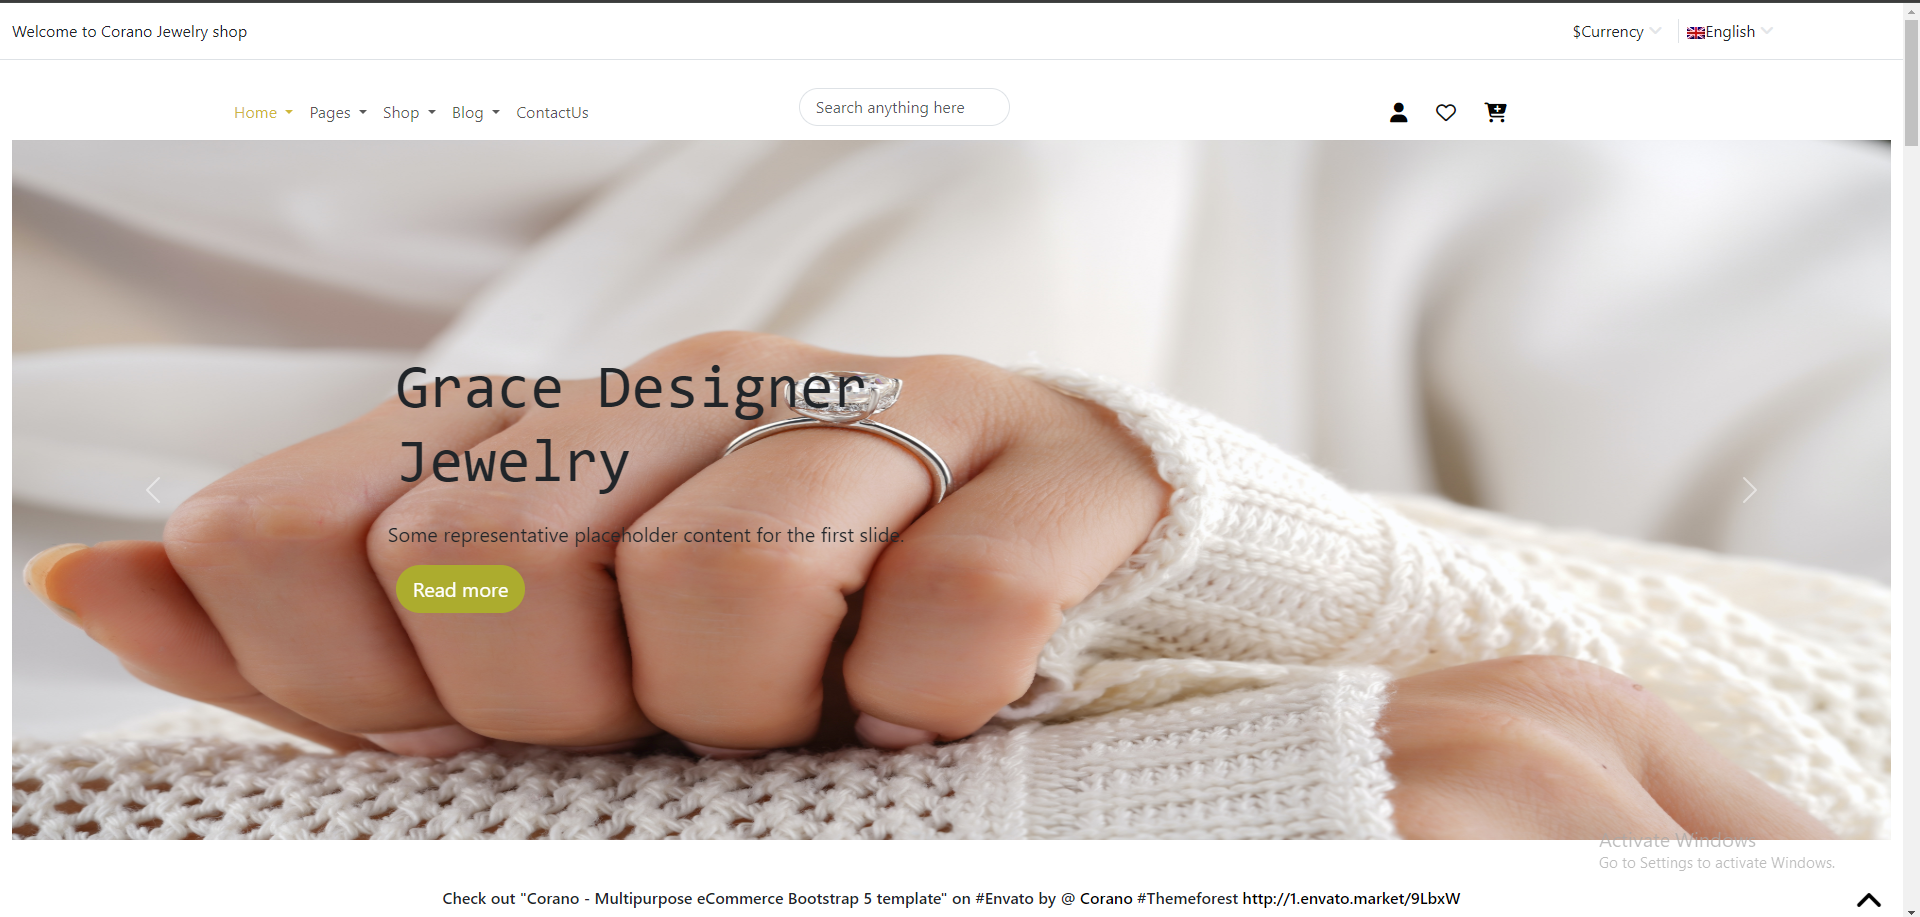 Welcome to Corano Jewelry shop
$Currency
English
Home
Pages
Shop
Blog
ContactUs
Search anything here
Grace Designer
Jewelry
Some representative placeholder content for the first slide.
Read more
Activate Windows
Go to Settings to activate Windows.
Check out "Corano - Multipurpose eCommerce Bootstrap 5 template" on #Envato by @ Corano #Themeforest http://1.envato.market/9LbxW